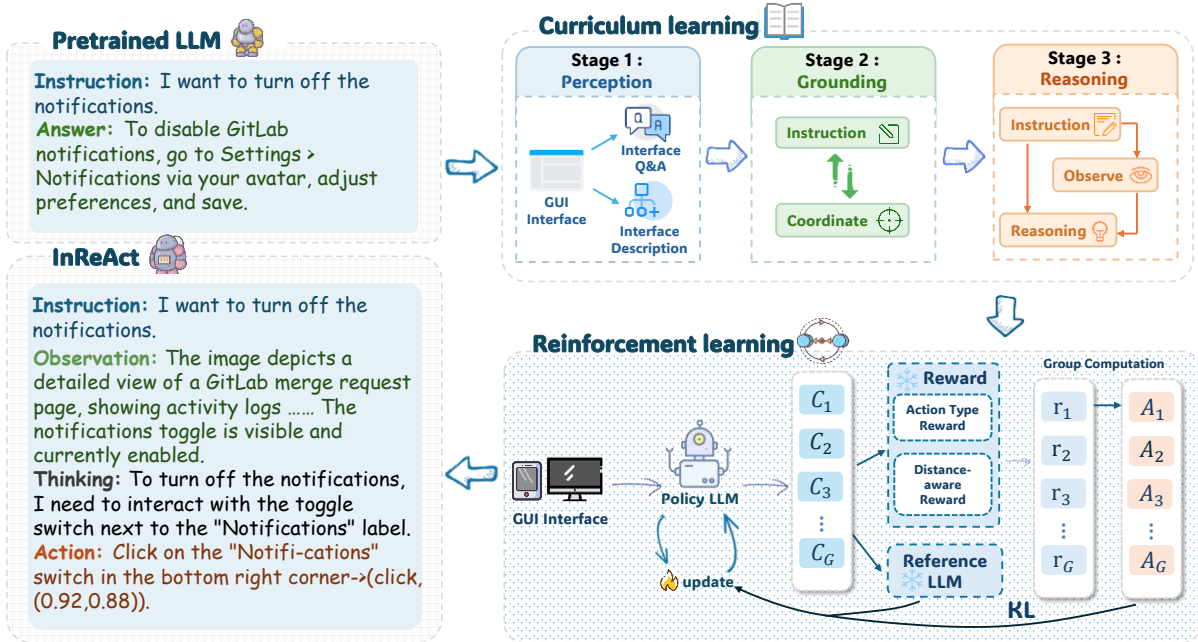 Pretrained LLM
Instruction: I want to turn off the
notifications.
Answer: To disable GitLab
notifications, go to Settings >
Notifications via your avatar, adjust
preferences, and save.
InReAct
Instruction: I want to turn off the
notifications.
Observation: The image depicts a
detailed view of a GitLab merge request
page, showing activity logs …… The
notifications toggle is visible and
currently enabled.
Thinking: To turn off the notifications,
I need to interact with the toggle
switch next to the "Notifications" label.
Action: Click on the "Notifi-cations"
switch in the bottom right corner->(click,
(0.92,0.88)).
Curriculum learning
Stage 1 :
Perception
GUI
Interface
Q
A
Interface
Q&A
Interface
Description
Stage 2 :
Grounding
Instruction
Coordinate
Stage 3 :
Reasoning
Instruction
Observe
Reasoning
Reinforcement learning
GUI Interface
Policy LLM
update
C1
C2
C3
⋮
CG
Reward
Action Type
Reward
Distance-
aware
Reward
Reference
LLM
Group Computation
r1
r2
r3
⋮
rG
A1
A2
A3
⋮
AG
KL